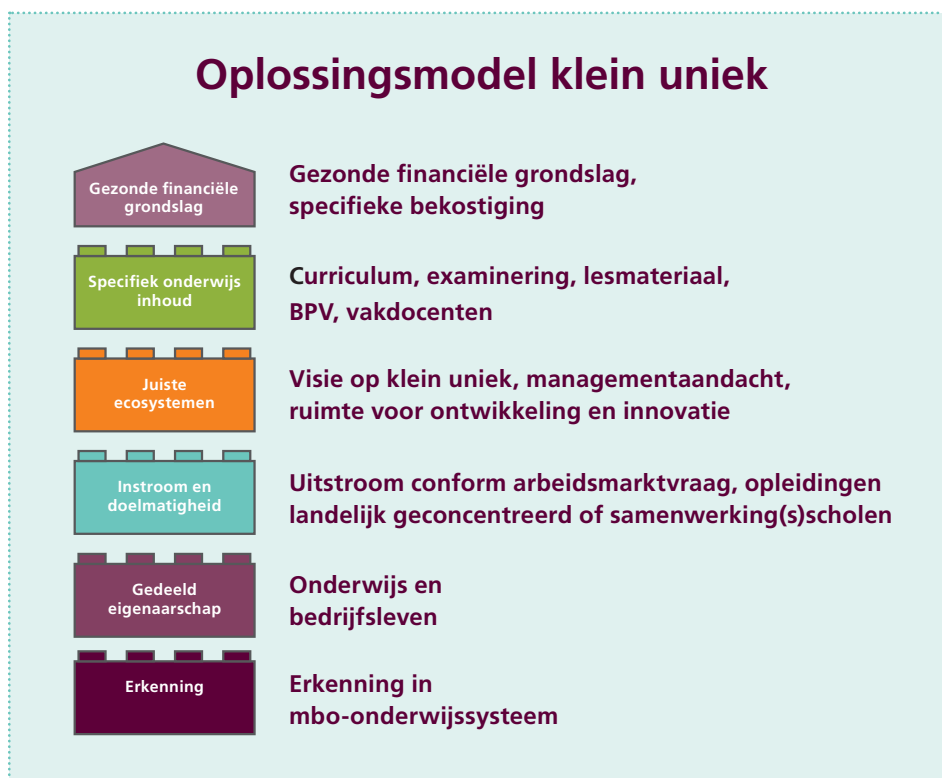 Oplossingsmodel klein uniek
Gezonde financiële
grondslag
Gezonde financiële grondslag,
specifieke bekostiging
Specifiek onderwijs
inhoud
Curriculum, examinering, lesmateriaal,
BPV, vakdocenten
Juiste
ecosystemen
Visie op klein uniek, managementaandacht,
ruimte voor ontwikkeling en innovatie
Instroom en
doelmatigheid
Uitstroom conform arbeidsmarktvraag, opleidingen
landelijk geconcentreerd of samenwerking(s)scholen
Gedeeld
eigenaarschap
Onderwijs en
bedrijfsleven
Erkenning
Erkenning in
mbo-onderwijssysteem